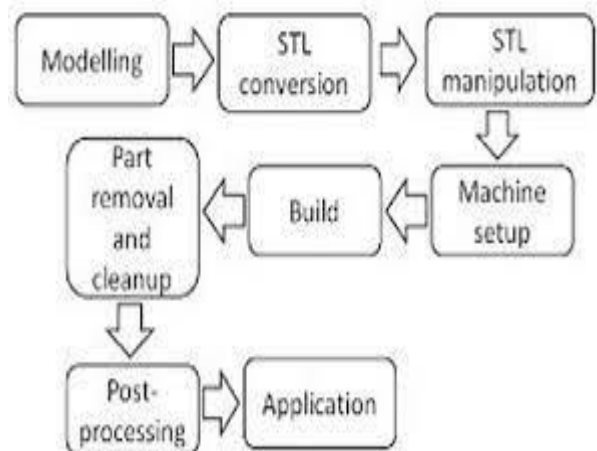 Modelling
STL
conversion
STL
manipulation
Machine
setup
Build
Part
removal
and
cleanup
Post-
processing
Application